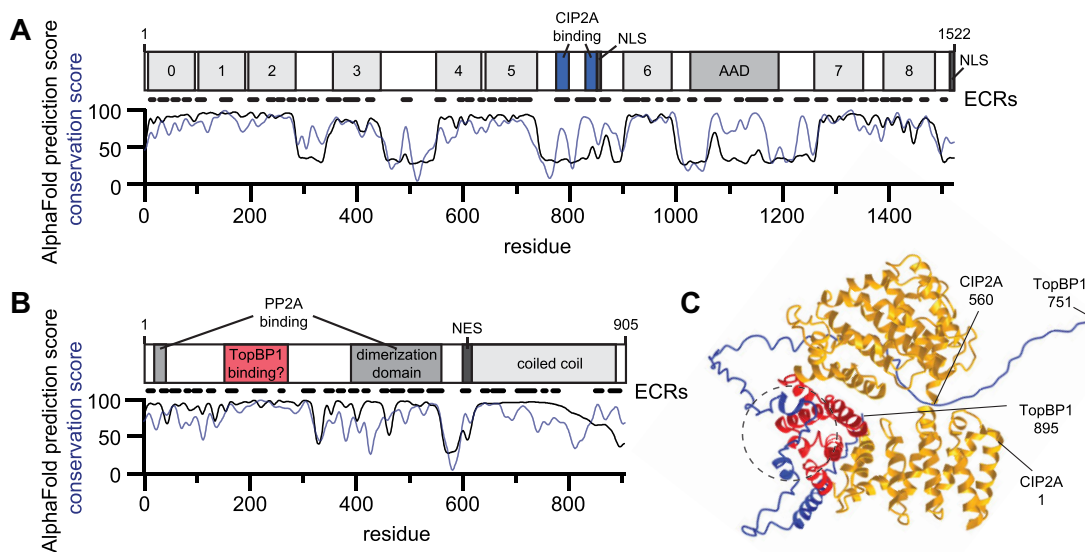 A
1
CIP2A
binding
NLS
1522
0 1 2 3 4 5 6 AAD 7 8
NLS
ECRs
AlphaFold prediction score
conservation score
100
50
0
0 200 400 600 800 1000 1200 1400
residue
B
1
PP2A
binding
NES
905
TopBP1
binding?
dimerization
domain
coiled coil
ECRs
AlphaFold prediction score
conservation score
100
50
0
0 200 400 600 800
residue
C
CIP2A
560
TopBP1
751
TopBP1
895
CIP2A
1